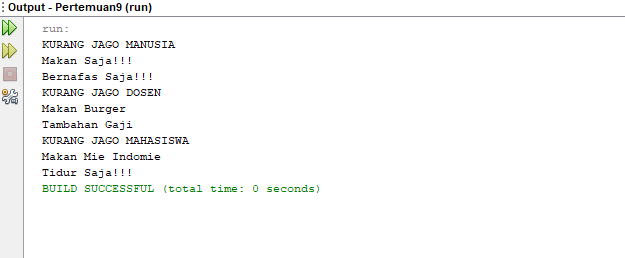 Output - Pertemuan9 (run)
run:
KURANG JAGO MANUSIA
Makan Saja!!!
Bernafas Saja!!!
KURANG JAGO DOSEN
Makan Burger
Tambahan Gaji
KURANG JAGO MAHASISWA
Makan Mie Indomie
Tidur Saja!!!
BUILD SUCCESSFUL (total time: 0 seconds)